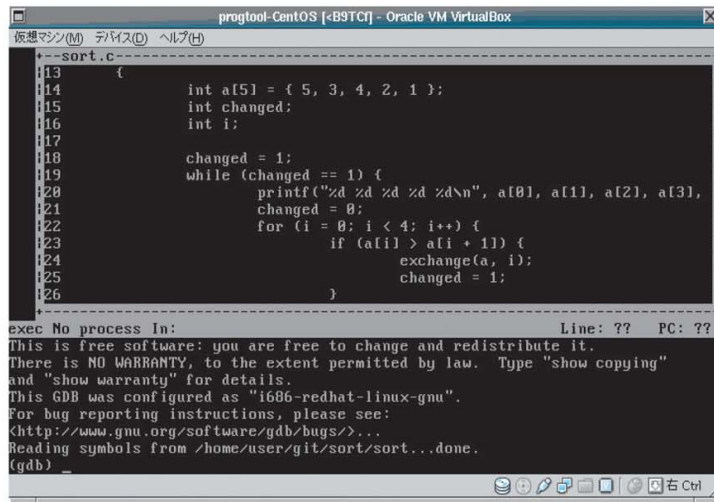 progtool-CentOS [<B9TCf] - Oracle VM VirtualBox
仮想マシン(M) デバイス(D) ヘルプ(H)
+--sort.c---------------------------------------------------------------------
13 {
14 int a[5] = { 5, 3, 4, 2, 1 };
15 int changed;
16 int i;
17
18 changed = 1;
19 while (changed == 1) {
20 printf("%d %d %d %d %d\n", a[0], a[1], a[2], a[3],
21 changed = 0;
22 for (i = 0; i < 4; i++) {
23 if (a[i] > a[i + 1]) {
24 exchange(a, i);
25 changed = 1;
26 }
exec No process In: Line: ?? PC: ??
This is free software: you are free to change and redistribute it.
There is NO WARRANTY, to the extent permitted by law. Type "show copying"
and "show warranty" for details.
This GDB was configured as "i686-redhat-linux-gnu".
For bug reporting instructions, please see:
<http://www.gnu.org/software/gdb/bugs/>...
Reading symbols from /home/user/git/sort/sort...done.
(gdb) _
右 Ctrl